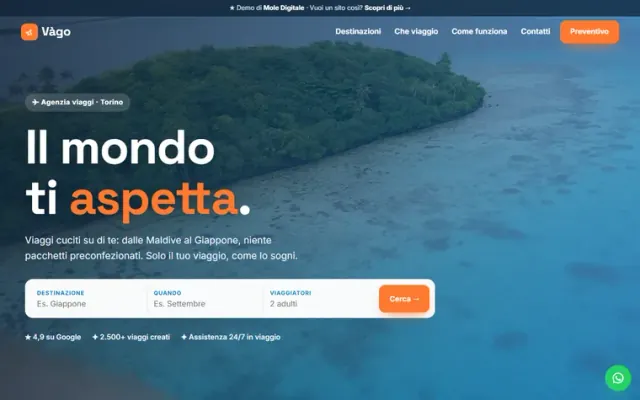 ★ Demo di Mole Digitale · Vuoi un sito così? Scopri di più →
Vàgo
Destinazioni Che viaggio Come funziona Contatti Preventivo
✈ Agenzia viaggi · Torino
Il mondo
ti aspetta.
Viaggi cuciti su di te: dalle Maldive al Giappone, niente
pacchetti preconfezionati. Solo il tuo viaggio, come lo sogni.
DESTINAZIONE QUANDO VIAGGIATORI
Es. Giappone Es. Settembre 2 adulti Cerca →
★ 4,9 su Google ✦ 2.500+ viaggi creati ✦ Assistenza 24/7 in viaggio